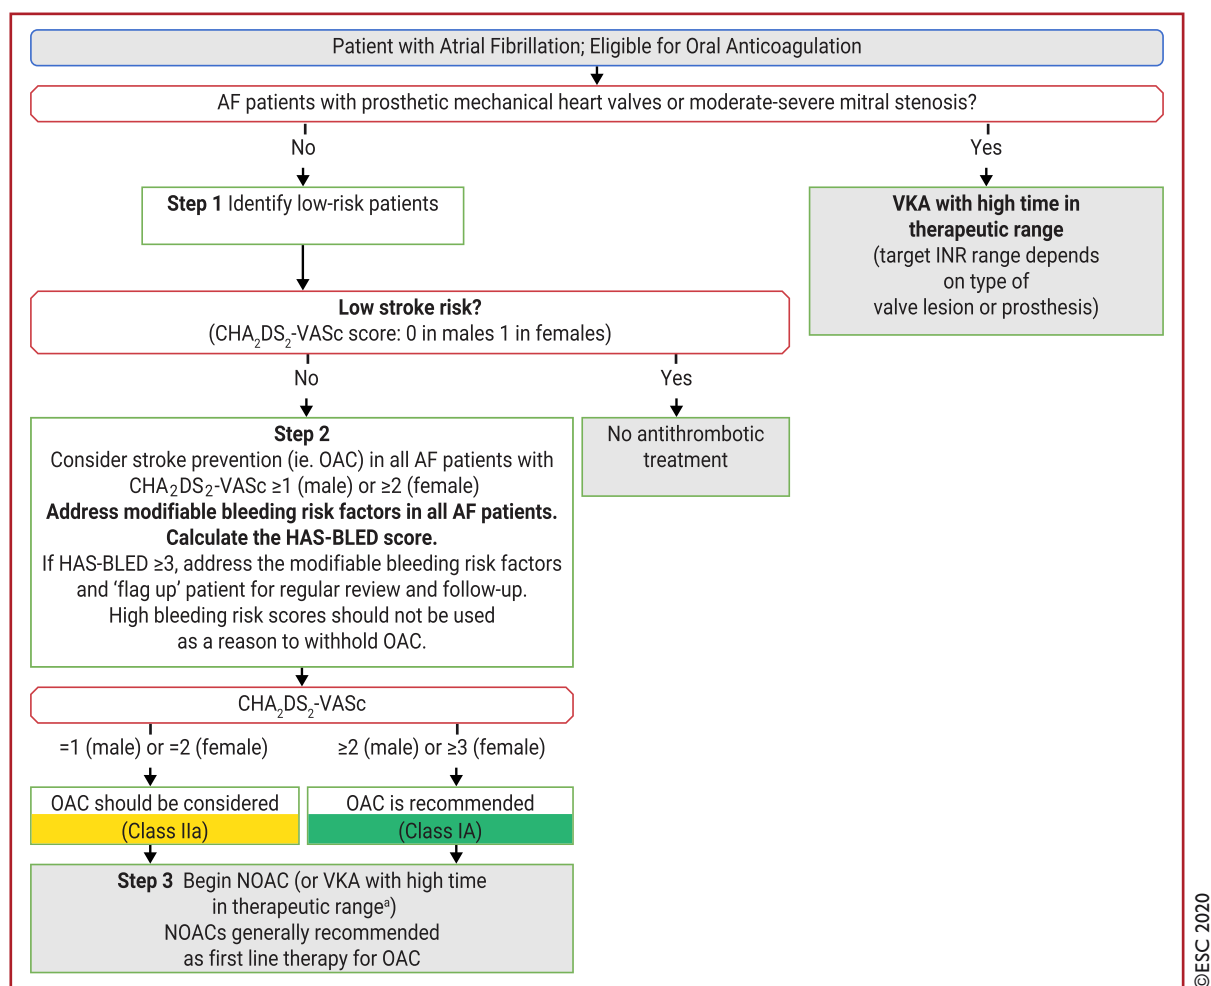 Patient with Atrial Fibrillation; Eligible for Oral Anticoagulation
AF patients with prosthetic mechanical heart valves or moderate-severe mitral stenosis?
No
Yes
Step 1 Identify low-risk patients
VKA with high time in
therapeutic range
(target INR range depends
on type of
valve lesion or prosthesis)
Low stroke risk?
(CHA₂DS₂-VASc score: 0 in males 1 in females)
No
Yes
Step 2
Consider stroke prevention (ie. OAC) in all AF patients with
CHA₂DS₂-VASc ≥1 (male) or ≥2 (female)
Address modifiable bleeding risk factors in all AF patients.
Calculate the HAS-BLED score.
If HAS-BLED ≥3, address the modifiable bleeding risk factors
and ‘flag up’ patient for regular review and follow-up.
High bleeding risk scores should not be used
as a reason to withhold OAC.
No antithrombotic
treatment
CHA₂DS₂-VASc
=1 (male) or =2 (female)
≥2 (male) or ≥3 (female)
OAC should be considered
(Class IIa)
OAC is recommended
(Class IA)
Step 3 Begin NOAC (or VKA with high time
in therapeutic rangeᵃ)
NOACs generally recommended
as first line therapy for OAC
©ESC 2020